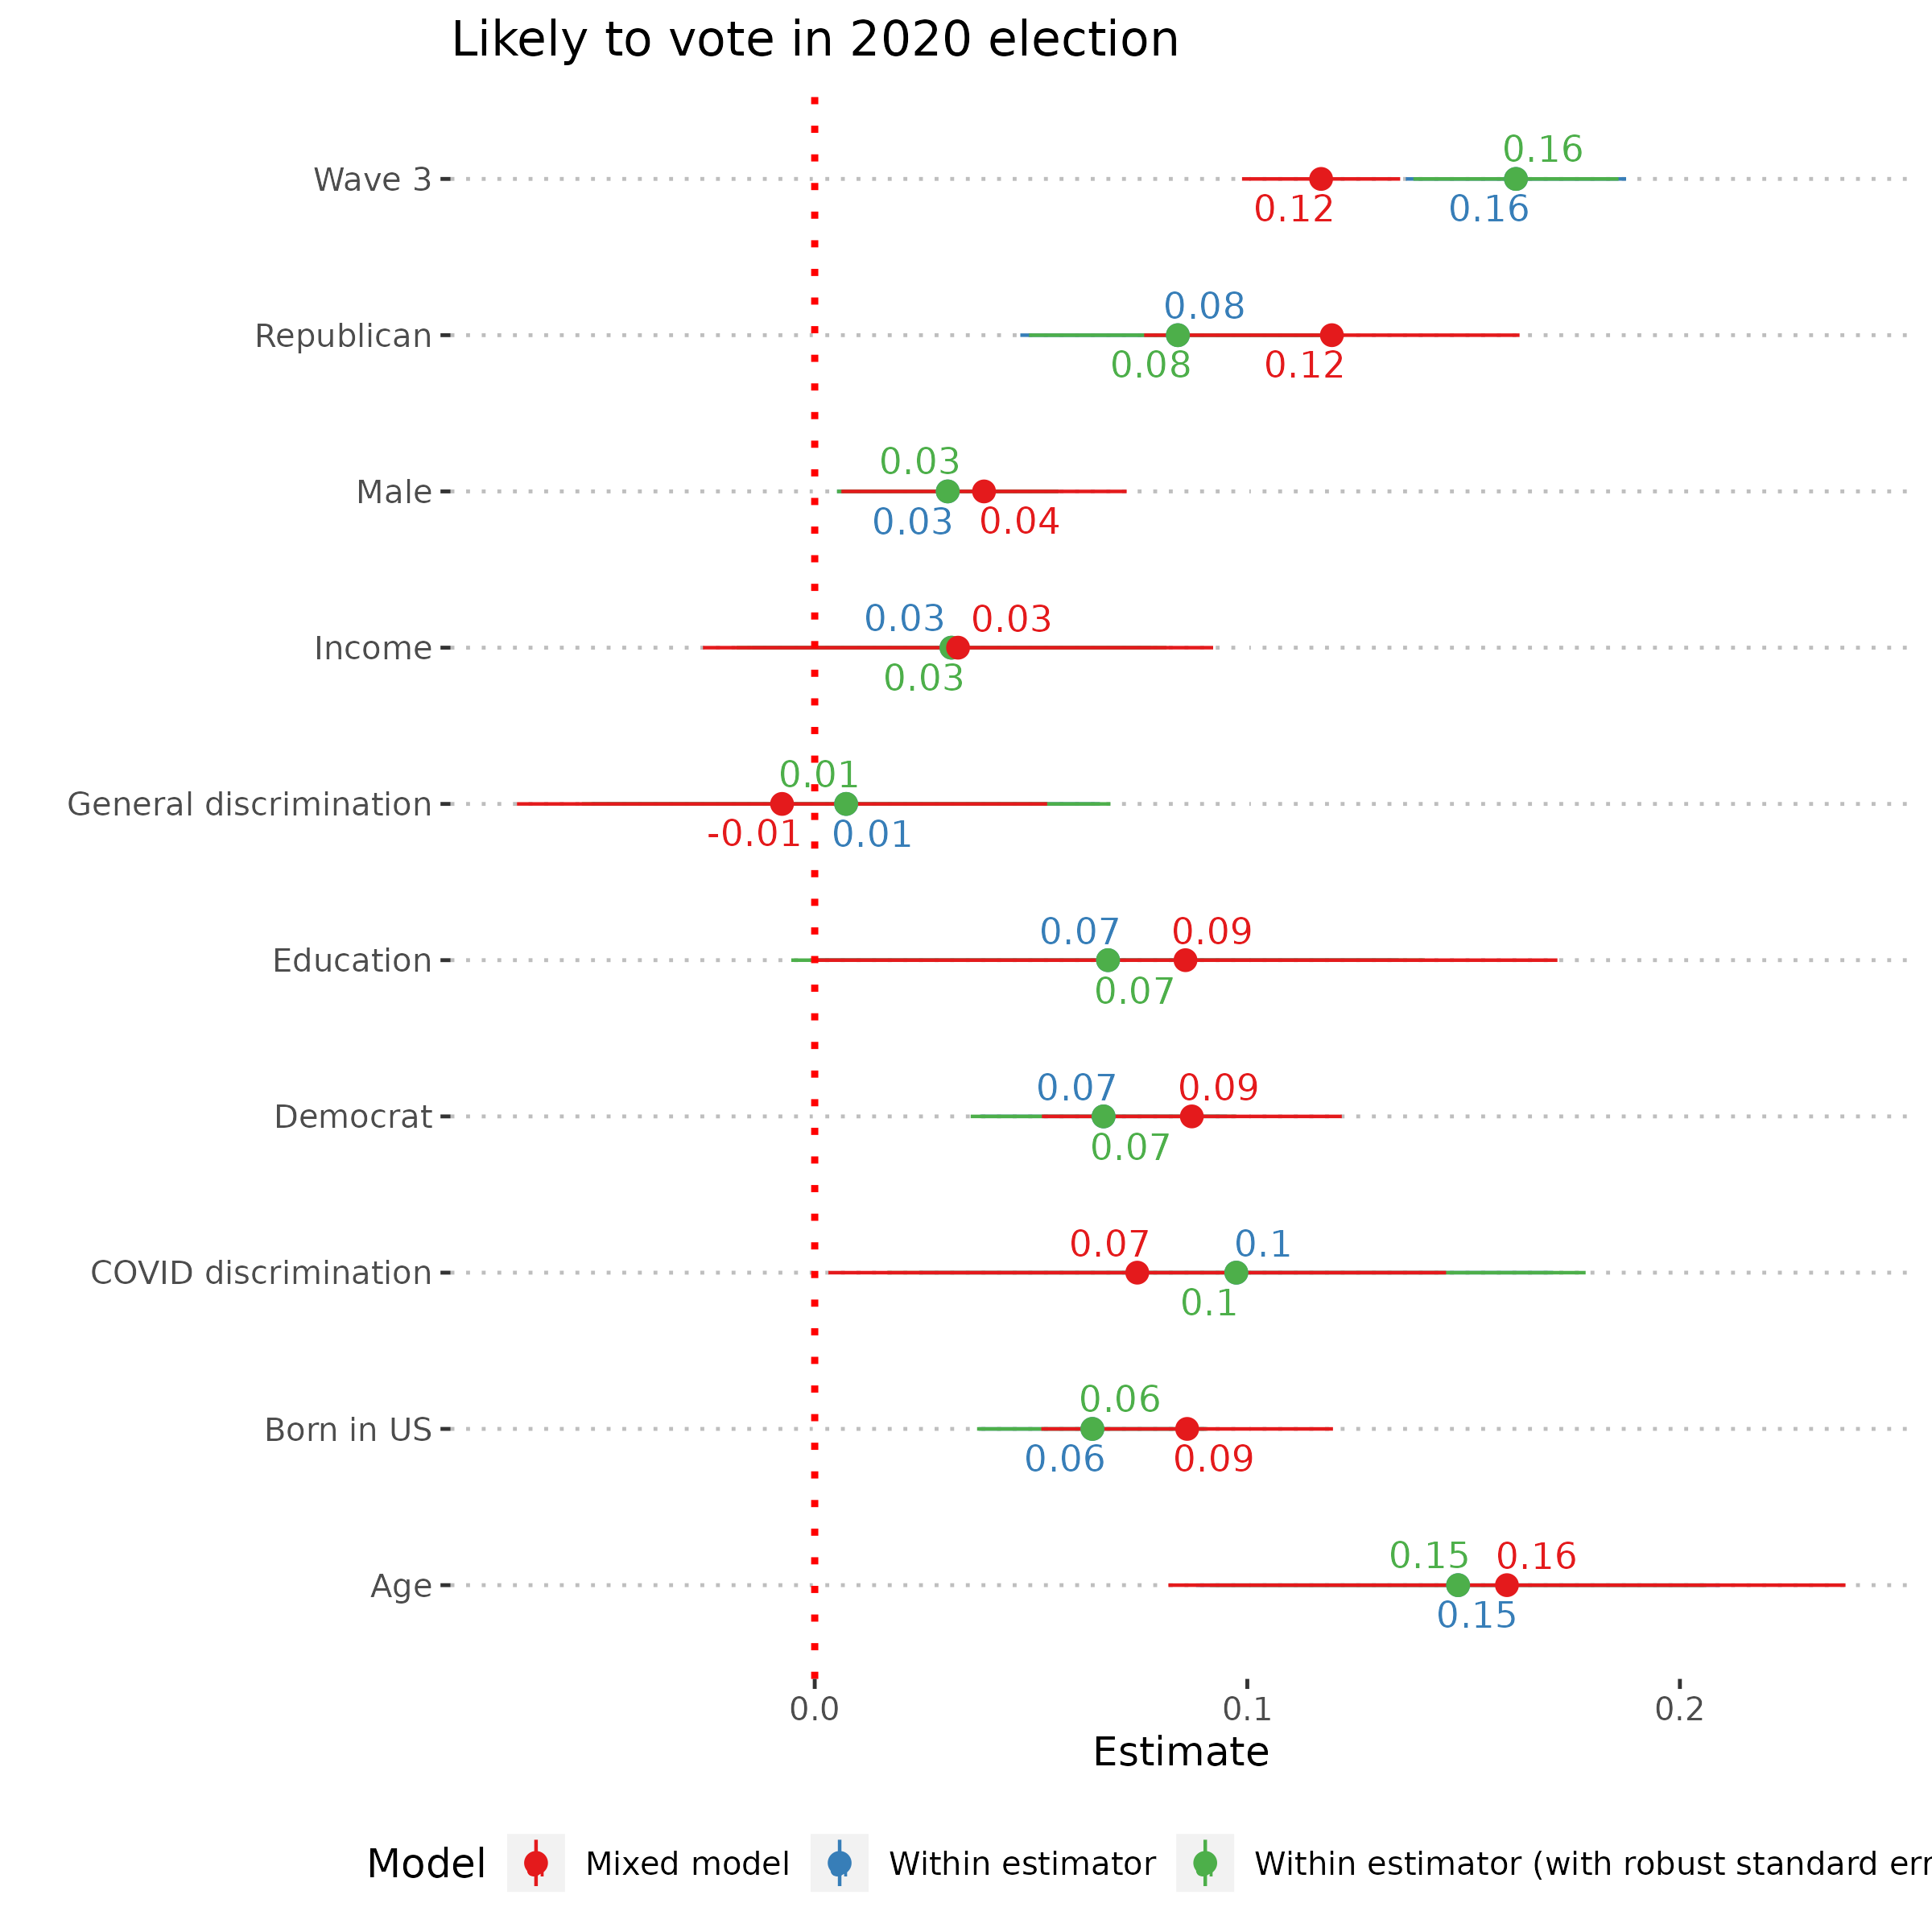 Likely to vote in 2020 election
0.16
Wave 3
0.12 0.16
0.08
Republican
0.08 0.12
0.03
Male
0.03 0.04
0.03 0.03
Income
0.03
0.01
General discrimination
-0.01 0.01
0.07 0.09
Education
0.07
0.07 0.09
Democrat
0.07
0.07 0.1
COVID discrimination
0.1
0.06
Born in US
0.06 0.09
0.15 0.16
Age
0.15
0.0 0.1 0.2
Estimate
Model Mixed model Within estimator Within estimator (with robust standard err